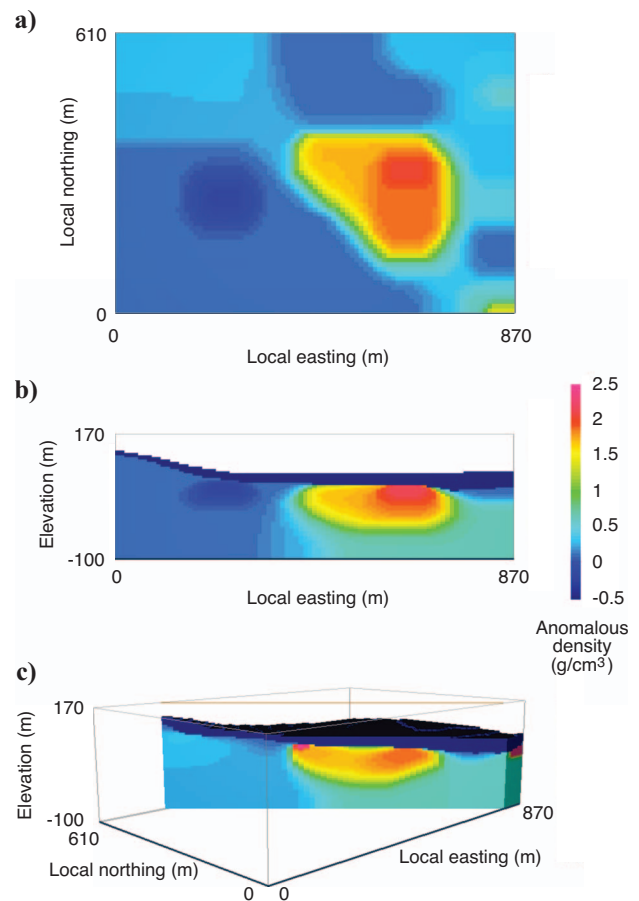 a)
610
Local northing (m)
0
0
870
Local easting (m)
b)
170
Elevation (m)
-100
0
870
Local easting (m)
2.5
2
1.5
1
0.5
0
-0.5
Anomalous
density
(g/cm³)
c)
170
Elevation (m)
-100
610
870
Local northing (m)
Local easting (m)
0
0